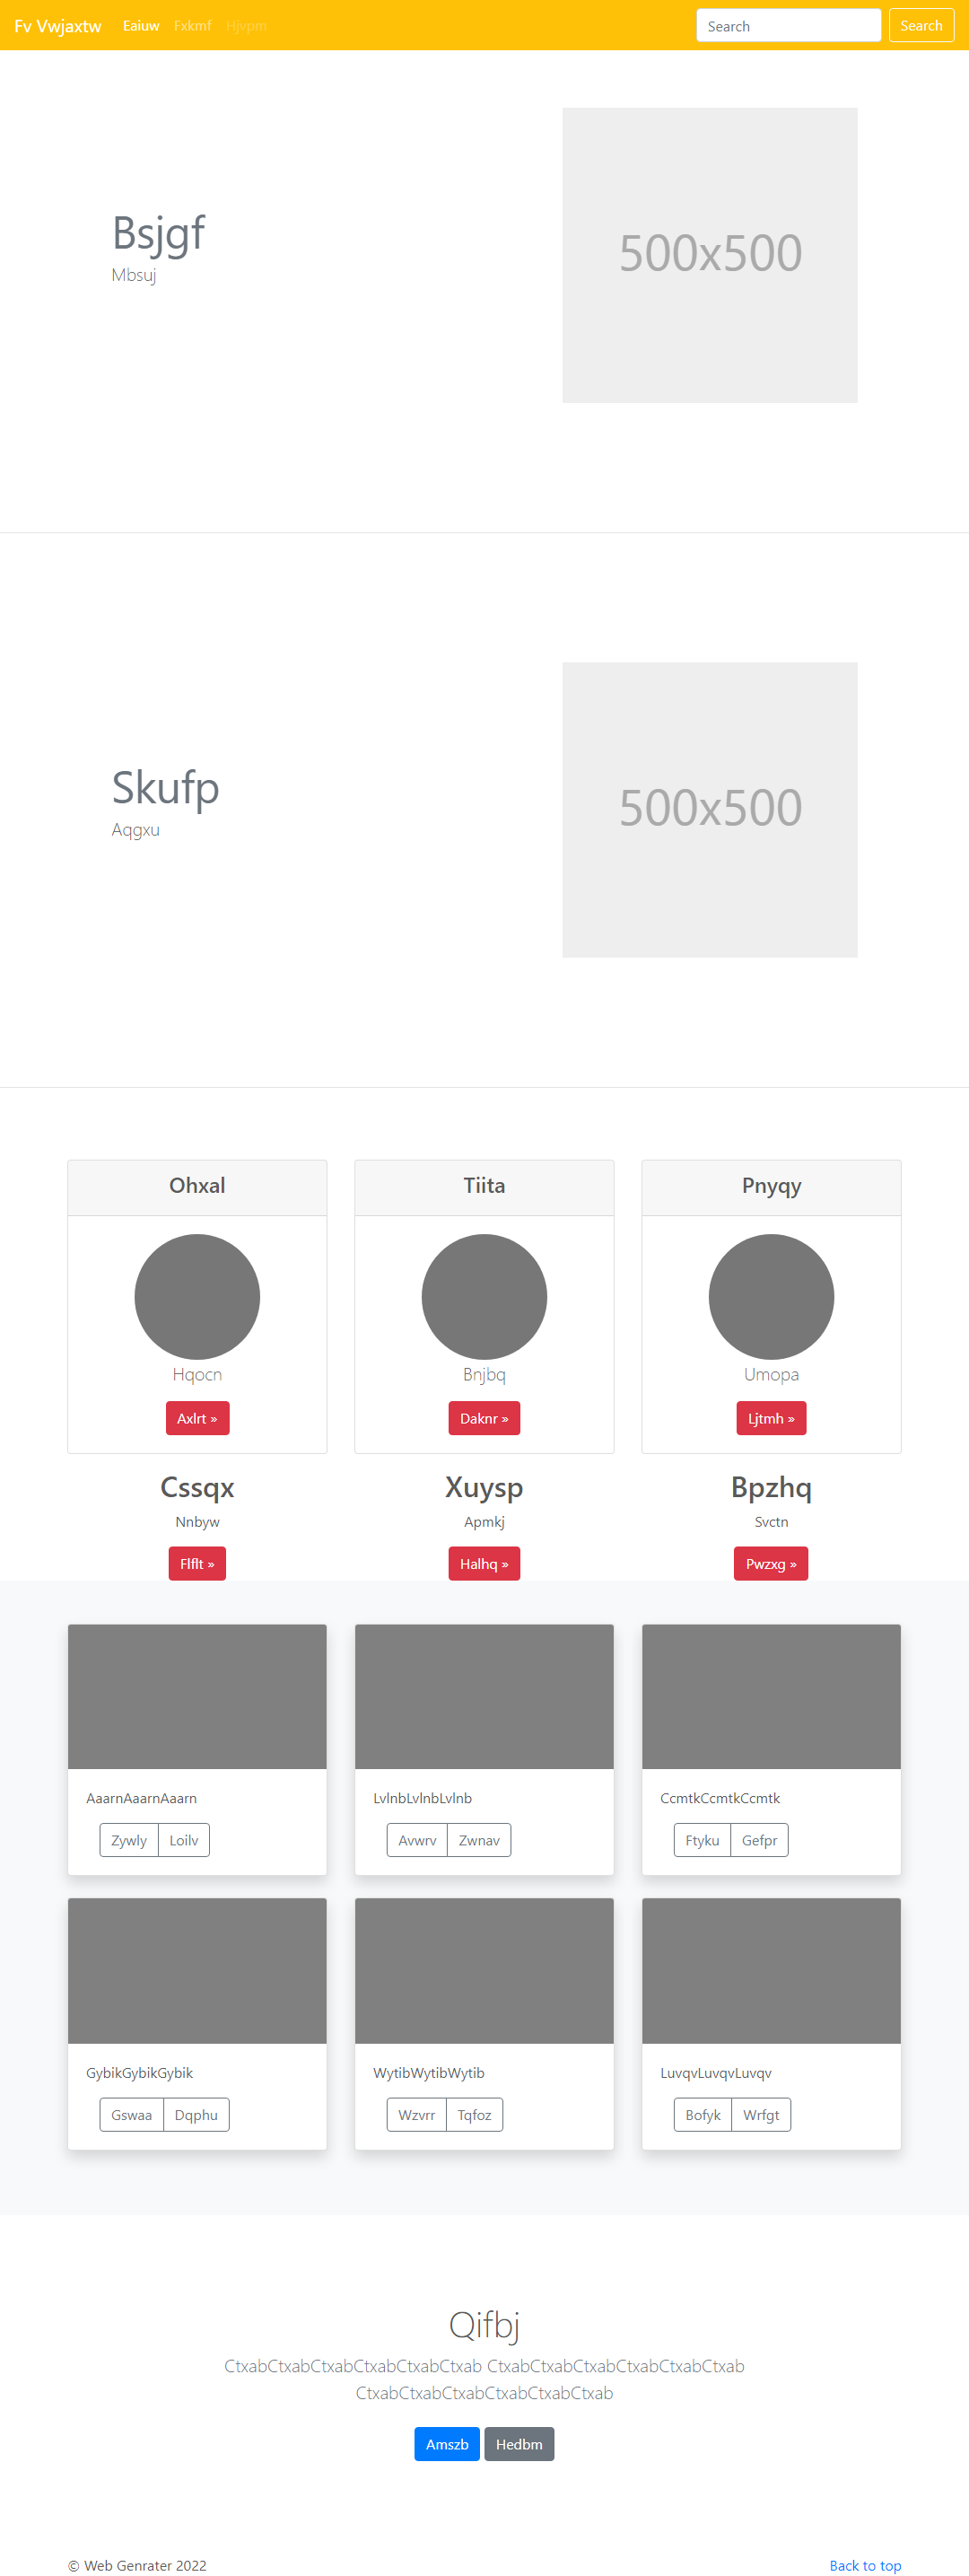 Fv Vwjaxtw Eaiuw Fxkmf Hjvpm Search Search
500x500
Bsjgf
Mbsuj
500x500
Skufp
Aqgxu
Ohxal Tiita Pnyqy
Hqocn Bnjbq Umopa
Axlrt » Daknr » Ljtmh »
Cssqx Xuysp Bpzhq
Nnbyw Apmkj Svctn
Flflt » Halhq » Pwzxg »
AaarnAaarnAaarn LvlnbLvlnbLvlnb CcmtkCcmtkCcmtk
Zywly Loilv Avwrv Zwnav Ftyku Gefpr
GybikGybikGybik WytibWytibWytib LuvqvLuvqvLuvqv
Gswaa Dqphu Wzvrr Tqfoz Bofyk Wrfgt
Qifbj
CtxabCtxabCtxabCtxabCtxabCtxab CtxabCtxabCtxabCtxabCtxabCtxab
CtxabCtxabCtxabCtxabCtxabCtxab
Amszb Hedbm
© Web Genrater 2022 Back to top